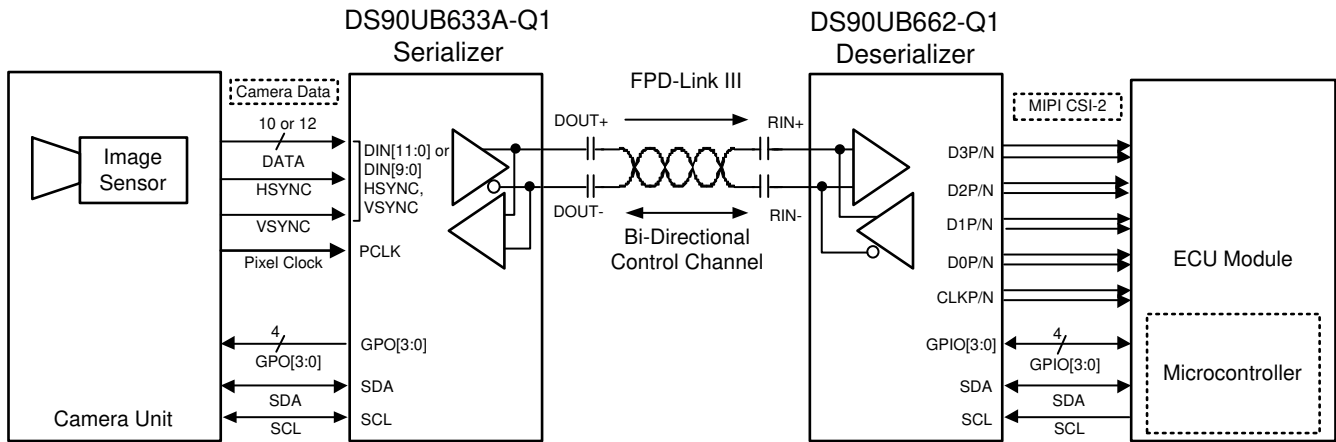 DS90UB633A-Q1
Serializer
DS90UB662-Q1
Deserializer
FPD-Link III
Camera Data
MIPI CSI-2
Image
Sensor
10 or 12
DATA
HSYNC
VSYNC
Pixel Clock
4
GPO[3:0]
SDA
SCL
Camera Unit
DIN[11:0] or
DIN[9:0]
HSYNC,
VSYNC
PCLK
GPO[3:0]
SDA
SCL
DOUT+
DOUT-
Bi-Directional
Control Channel
RIN+
RIN-
D3P/N
D2P/N
D1P/N
D0P/N
CLKP/N
GPIO[3:0]
SDA
SCL
4
GPIO[3:0]
SDA
SCL
ECU Module
Microcontroller